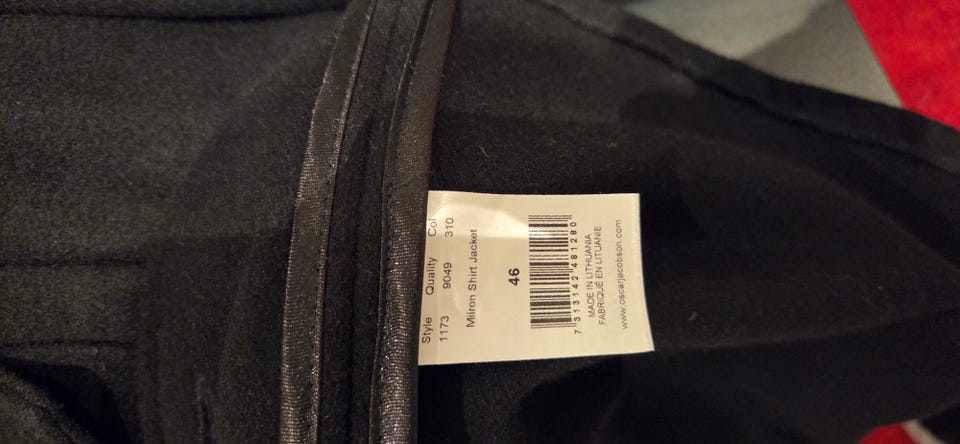 Style Quality Col
1173 9049 310
Milron Shirt Jacket
46
7 313142 481280
MADE IN LITHUANIA
FABRIQUÉ EN LITUANIE
www.oscarjacobson.com